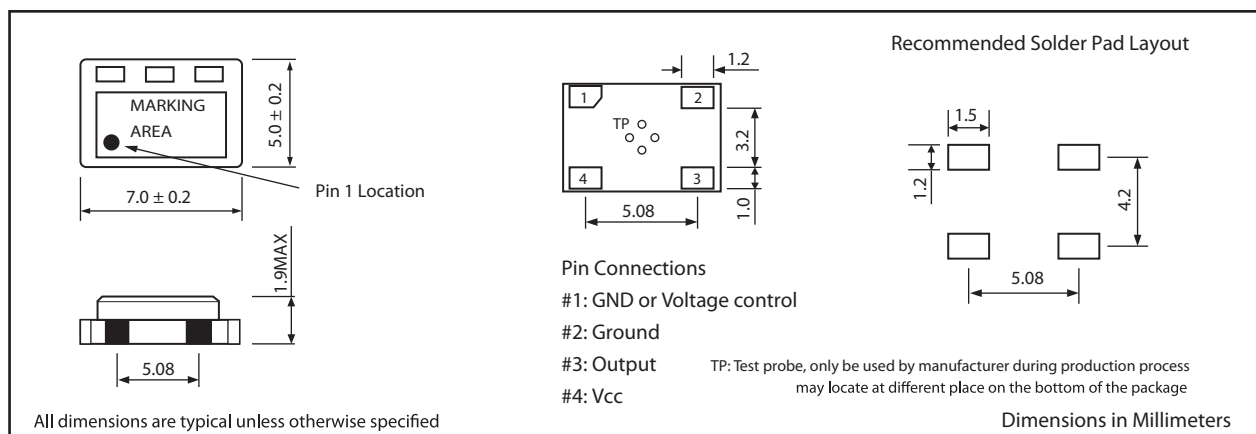 MARKING
AREA
5.0 ± 0.2
Pin 1 Location
7.0 ± 0.2
1.9MAX
5.08
All dimensions are typical unless otherwise specified
1.2
1
2
TP
3.2
4
3
1.0
5.08
Pin Connections
#1: GND or Voltage control
#2: Ground
#3: Output
#4: Vcc
Recommended Solder Pad Layout
1.5
1.2
4.2
5.08
TP: Test probe, only be used by manufacturer during production process
may locate at different place on the bottom of the package
Dimensions in Millimeters